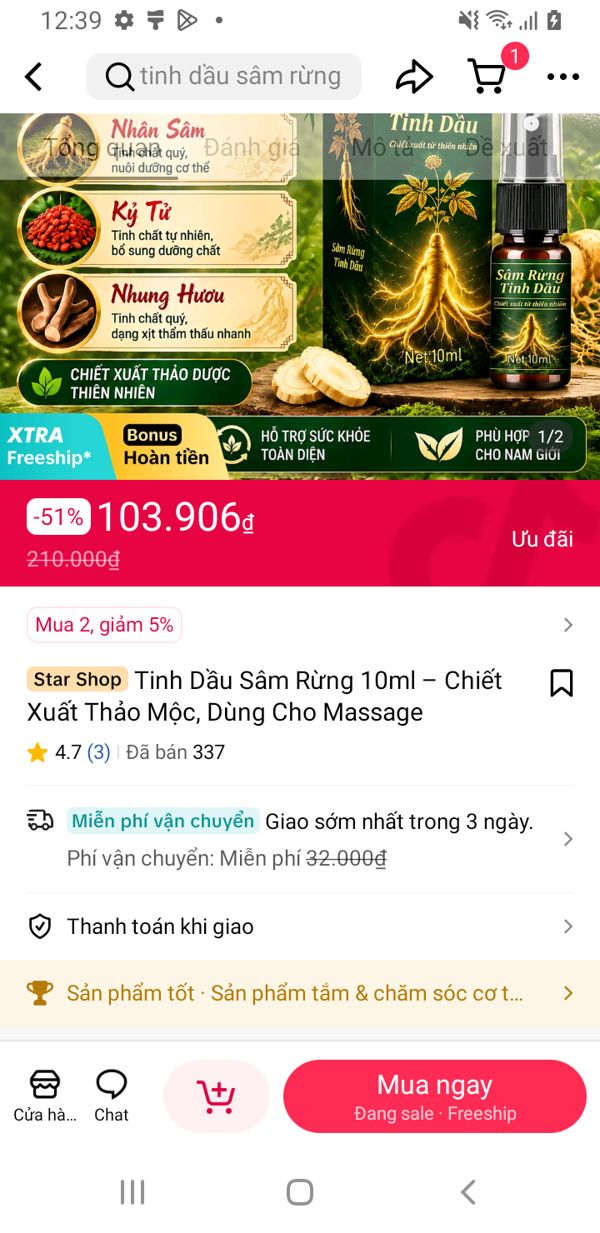 12:39
tinh dầu sâm rừng
1
Tổng quan
Đánh giá
Mô tả
Đề xuất
Nhân Sâm
Tinh chất quý,
nuôi dưỡng cơ thể
Kỷ Tử
Tinh chất tự nhiên,
bổ sung dưỡng chất
Nhung Hươu
Tinh chất quý,
dạng xịt thẩm thấu nhanh
CHIẾT XUẤT THẢO DƯỢC
THIÊN NHIÊN
Tinh Dầu
Chiết xuất từ thiên nhiên
Sâm Rừng
Tinh Dầu
Net:10ml
Sâm Rừng
Tinh Dầu
Chiết xuất từ thiên nhiên
Net:10ml
XTRA
Freeship*
Bonus
Hoàn tiền
HỖ TRỢ SỨC KHỎE
TOÀN DIỆN
PHÙ HỢP
CHO NAM GIỚI
1/2
-51% 103.906₫
210.000₫
Ưu đãi
Mua 2, giảm 5%
Star Shop Tinh Dầu Sâm Rừng 10ml – Chiết
Xuất Thảo Mộc, Dùng Cho Massage
4.7 (3) Đã bán 337
Miễn phí vận chuyển Giao sớm nhất trong 3 ngày.
Phí vận chuyển: Miễn phí 32.000₫
Thanh toán khi giao
Sản phẩm tốt · Sản phẩm tắm & chăm sóc cơ t...
Cửa hà...
Chat
Mua ngay
Đang sale · Freeship